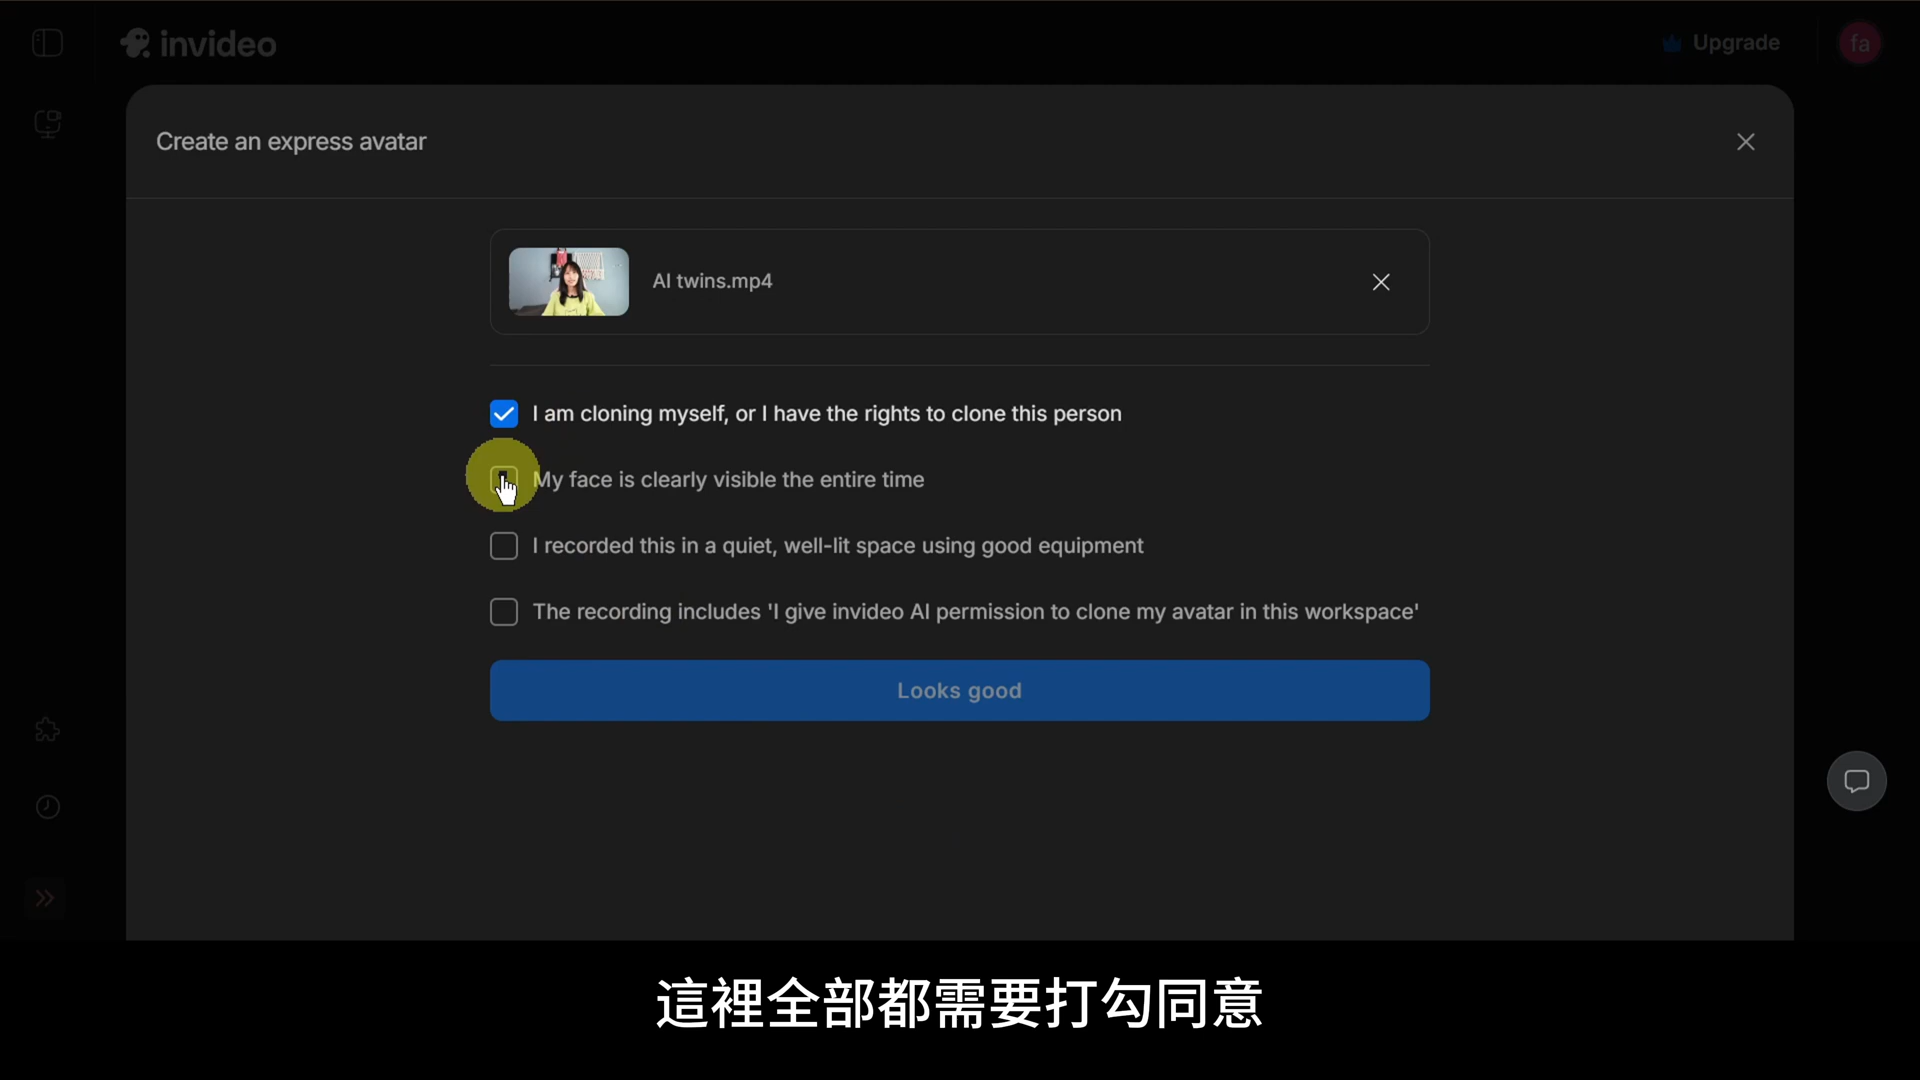 invideo
Upgrade
fa
Create an express avatar
AI twins.mp4
I am cloning myself, or I have the rights to clone this person
My face is clearly visible the entire time
I recorded this in a quiet, well-lit space using good equipment
The recording includes 'I give invideo AI permission to clone my avatar in this workspace'
Looks good
這裡全部都需要打勾同意